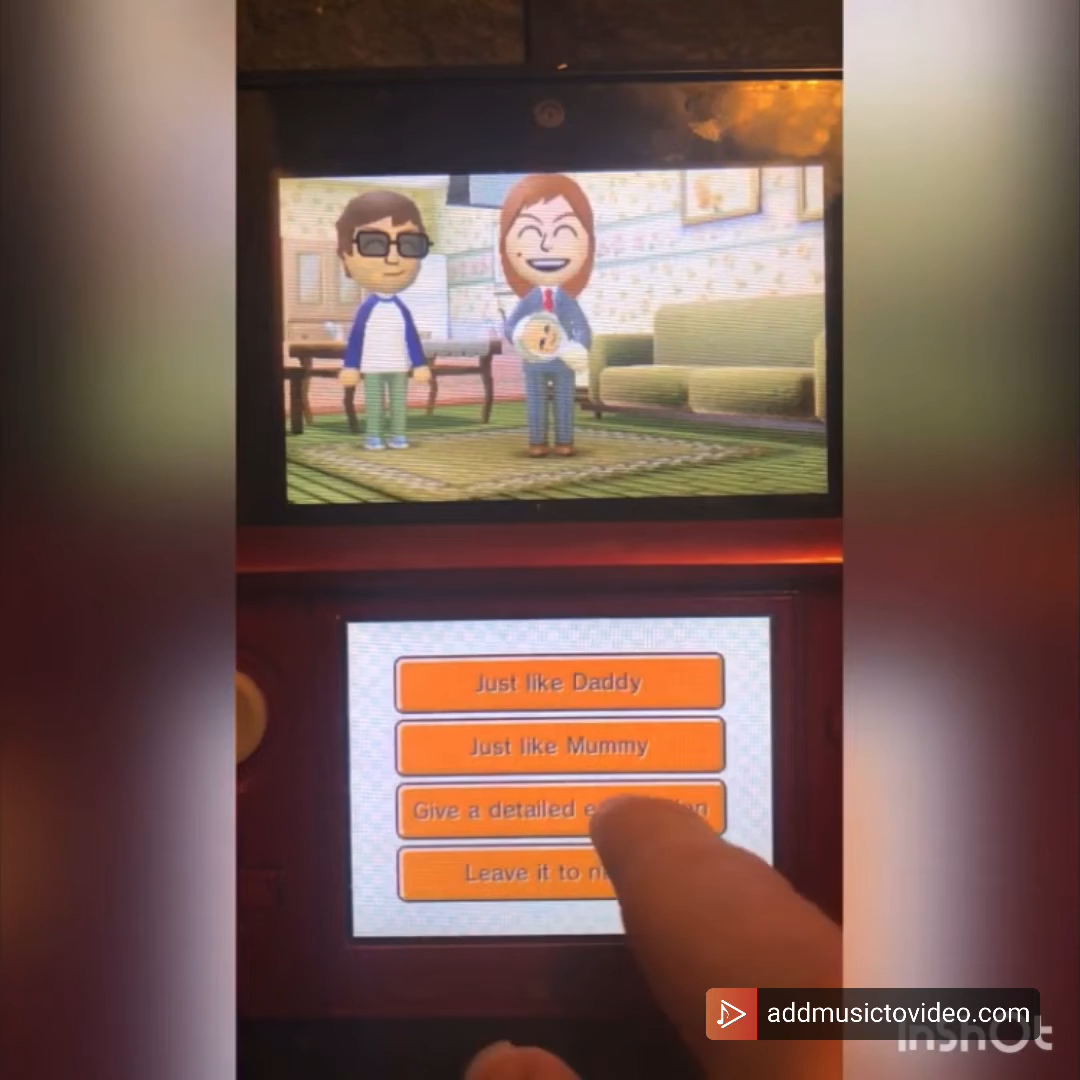 Just like Daddy
Just like Mummy
Give a detailed
Leave it to
addmusictovideo.com
InShOt